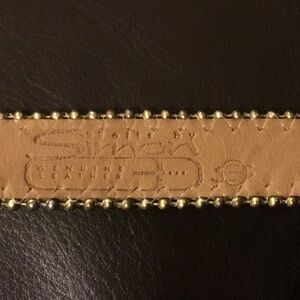 Belts by
Simon
GENUINE
LEATHER